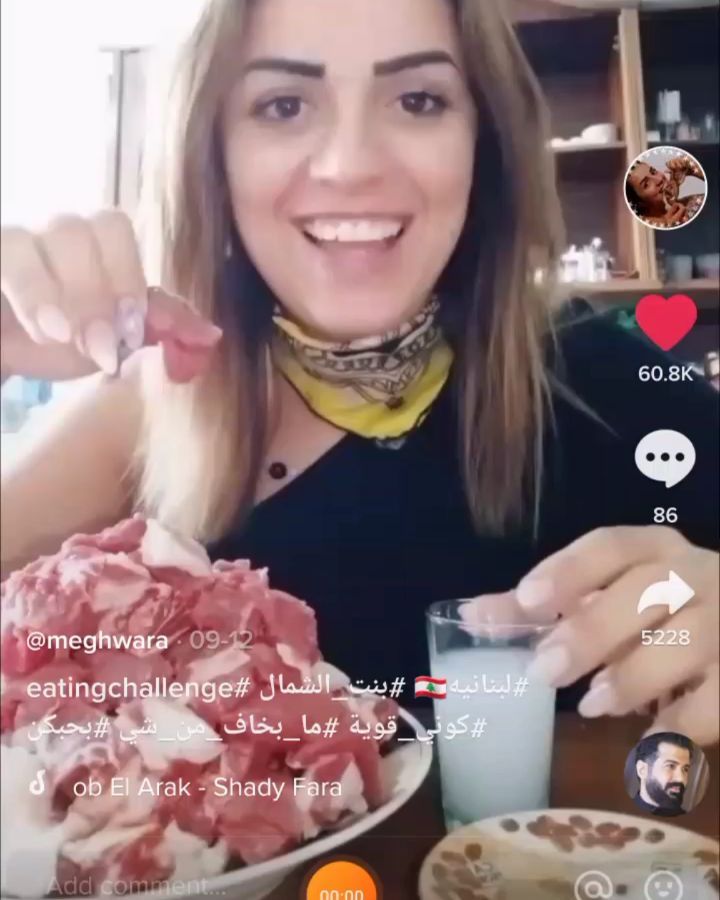 60.8K
86
5228
@meghwara · 09-12
#لبنانيه🇱🇧 #بنت_الشمال #eatingchallenge
#كوني_قوية #ما_بخاف_من_شي #بحبكن
ob El Arak - Shady Fara
Add comment...
00:00